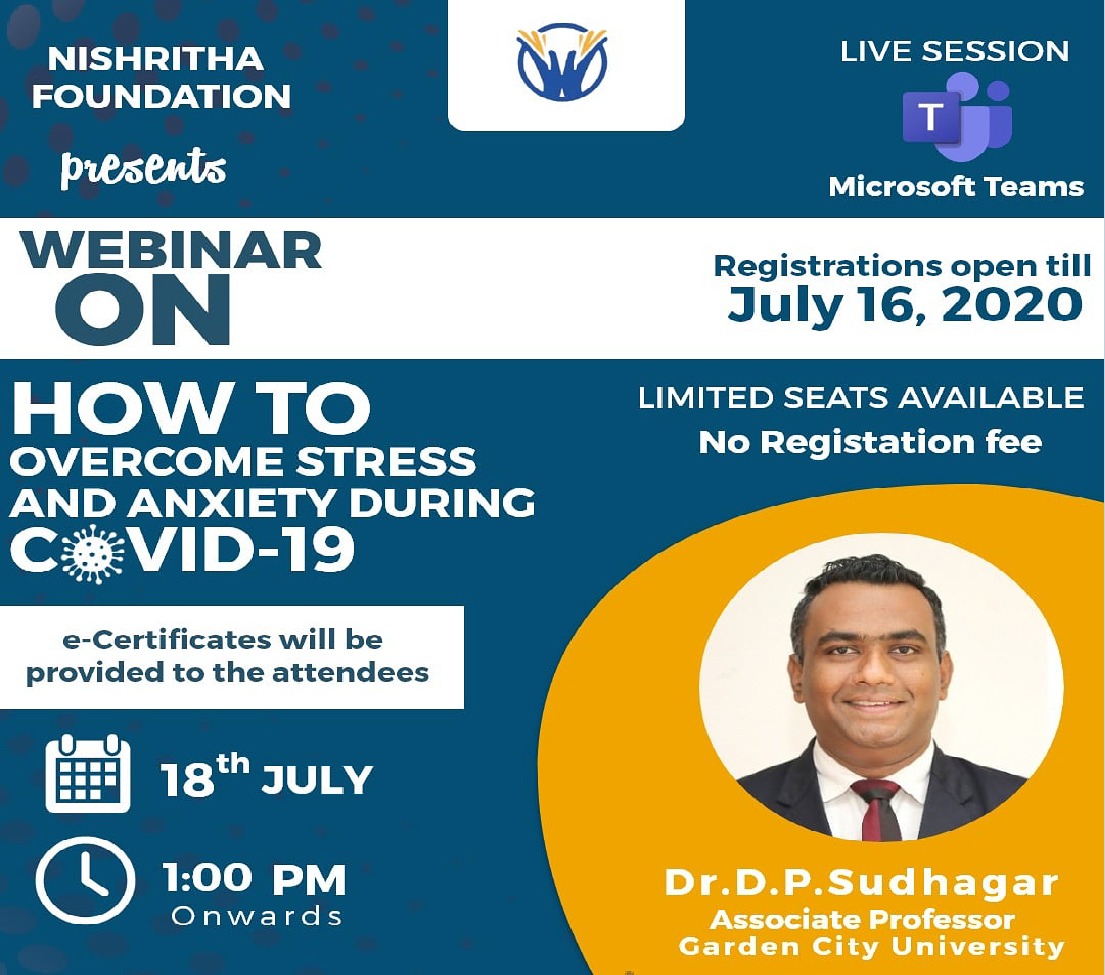 NISHRITHA
FOUNDATION
presents
W
LIVE SESSION
T
Microsoft Teams
WEBINAR
ON
Registrations open till
July 16, 2020
HOW TO
OVERCOME STRESS
AND ANXIETY DURING
COVID-19
LIMITED SEATS AVAILABLE
No Registation fee
e-Certificates will be
provided to the attendees
18th JULY
1:00 PM
Onwards
Dr.D.P.Sudhagar
Associate Professor
Garden City University